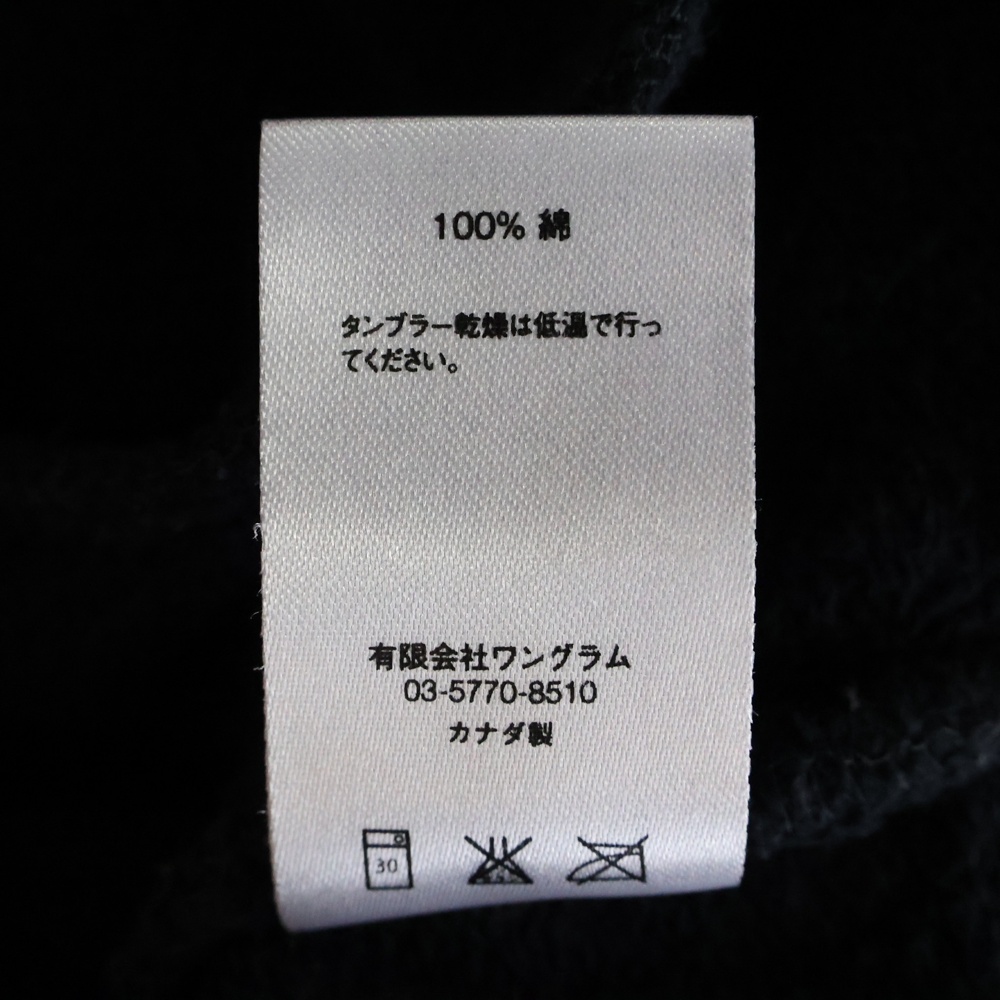 100% 綿
タンブラー乾燥は低温で行っ
てください。
有限会社ワングラム
03-5770-8510
カナダ製
30